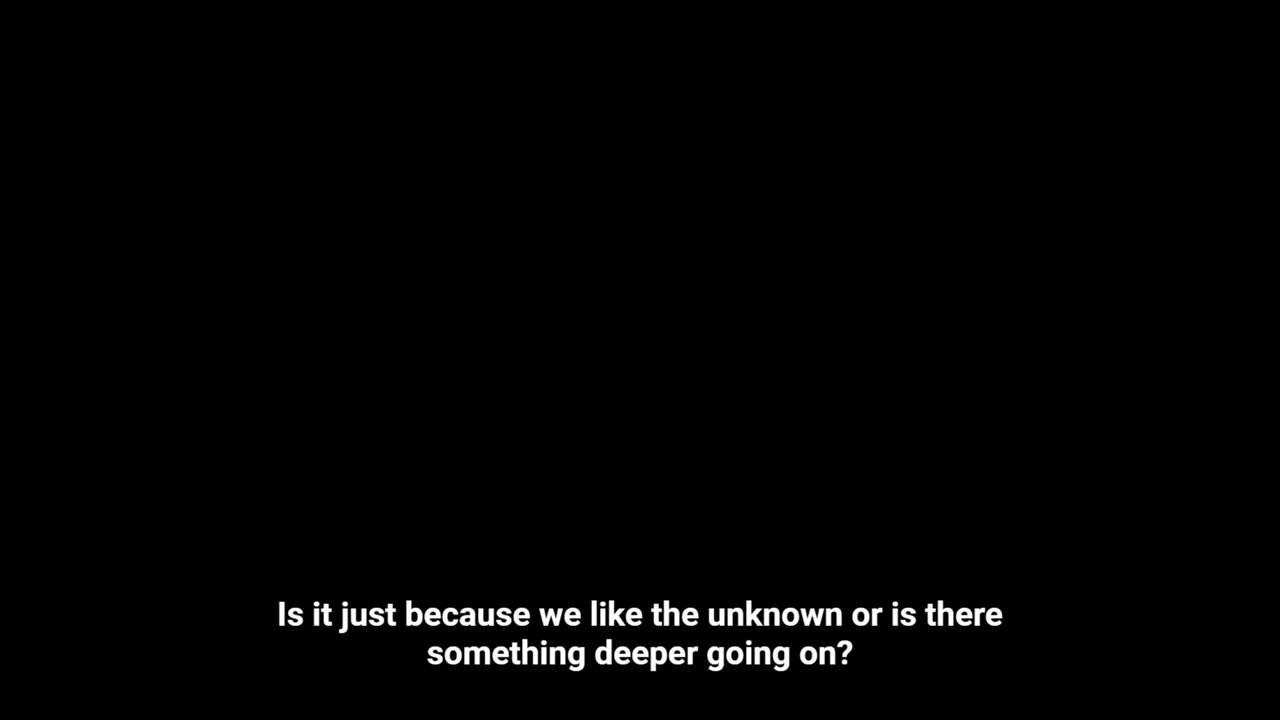 Is it just because we like the unknown or is there
something deeper going on?